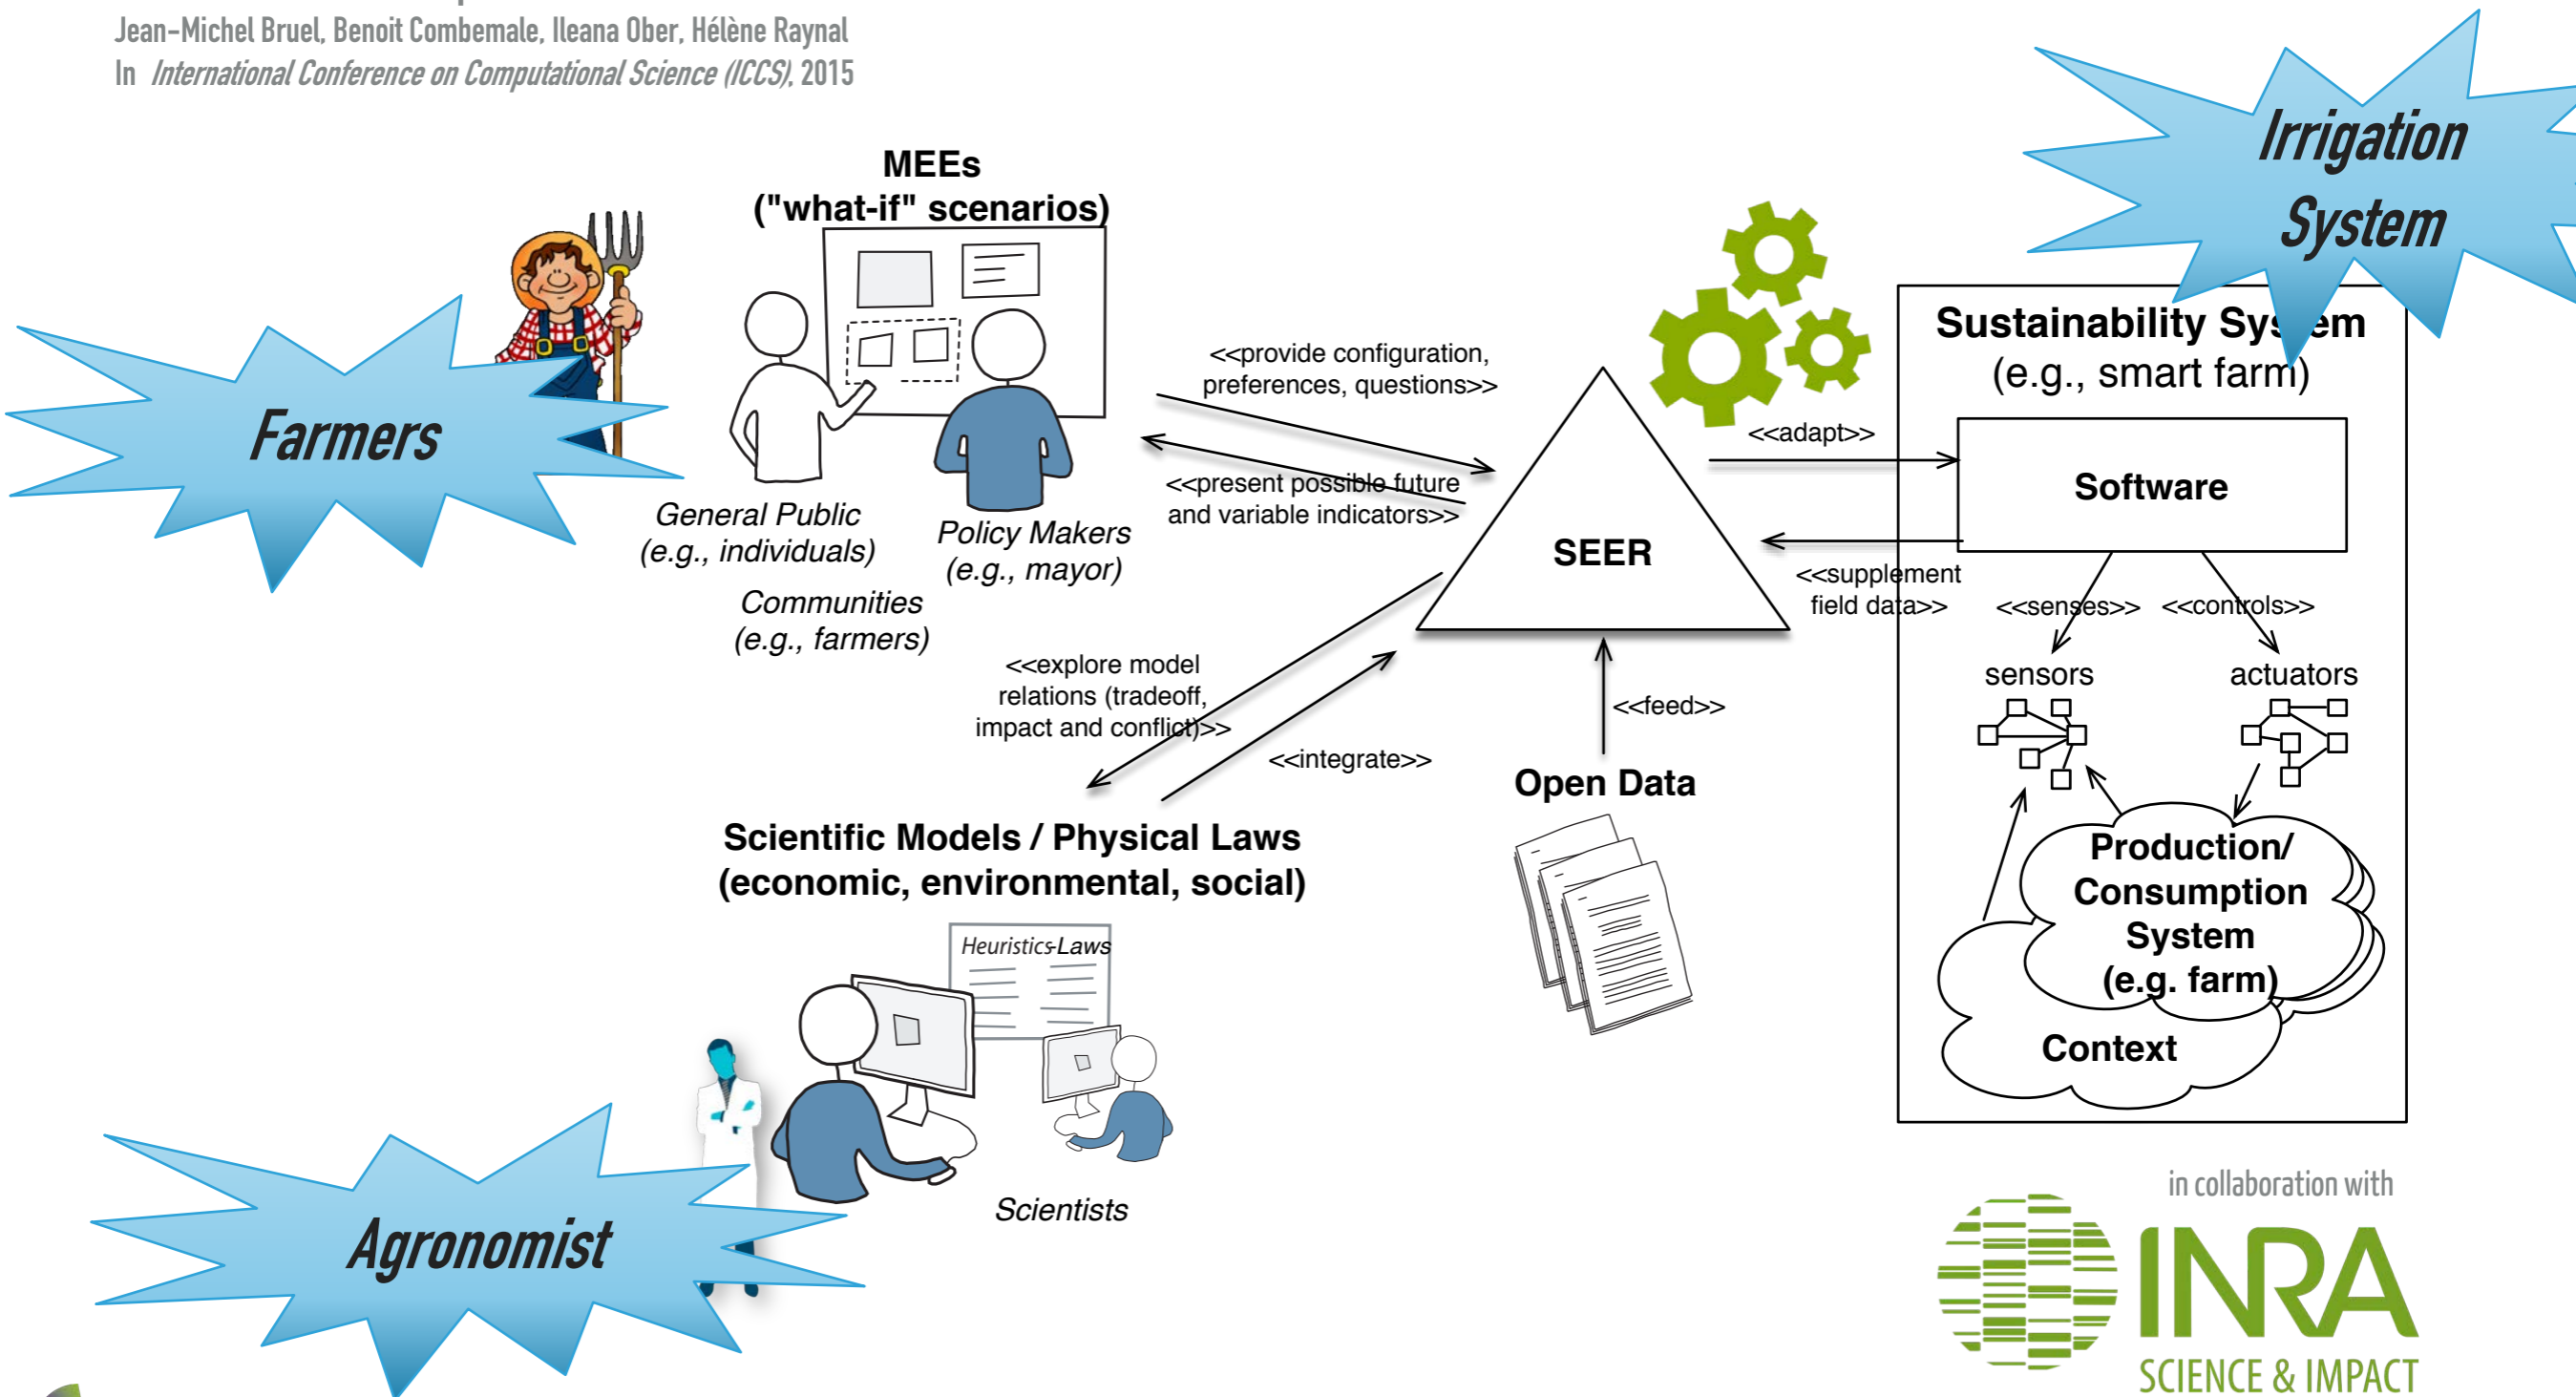 Jean-Michel Bruel, Benoit Combemale, Ileana Ober, Hélène Raynal
In International Conference on Computational Science (ICCS), 2015
Irrigation
System
MEEs
("what-if" scenarios)
Farmers
General Public
(e.g., individuals)
Policy Makers
(e.g., mayor)
Communities
(e.g., farmers)
<<provide configuration,
preferences, questions>>
<<present possible future
and variable indicators>>
SEER
<<adapt>>
<<supplement
field data>>
Sustainability System
(e.g., smart farm)
Software
<<senses>>
<<controls>>
sensors
actuators
Production/
Consumption
System
(e.g. farm)
Context
<<explore model
relations (tradeoff,
impact and conflict)>>
<<integrate>>
<<feed>>
Open Data
Scientific Models / Physical Laws
(economic, environmental, social)
Heuristics-Laws
Scientists
Agronomist
in collaboration with
INRA
SCIENCE & IMPACT